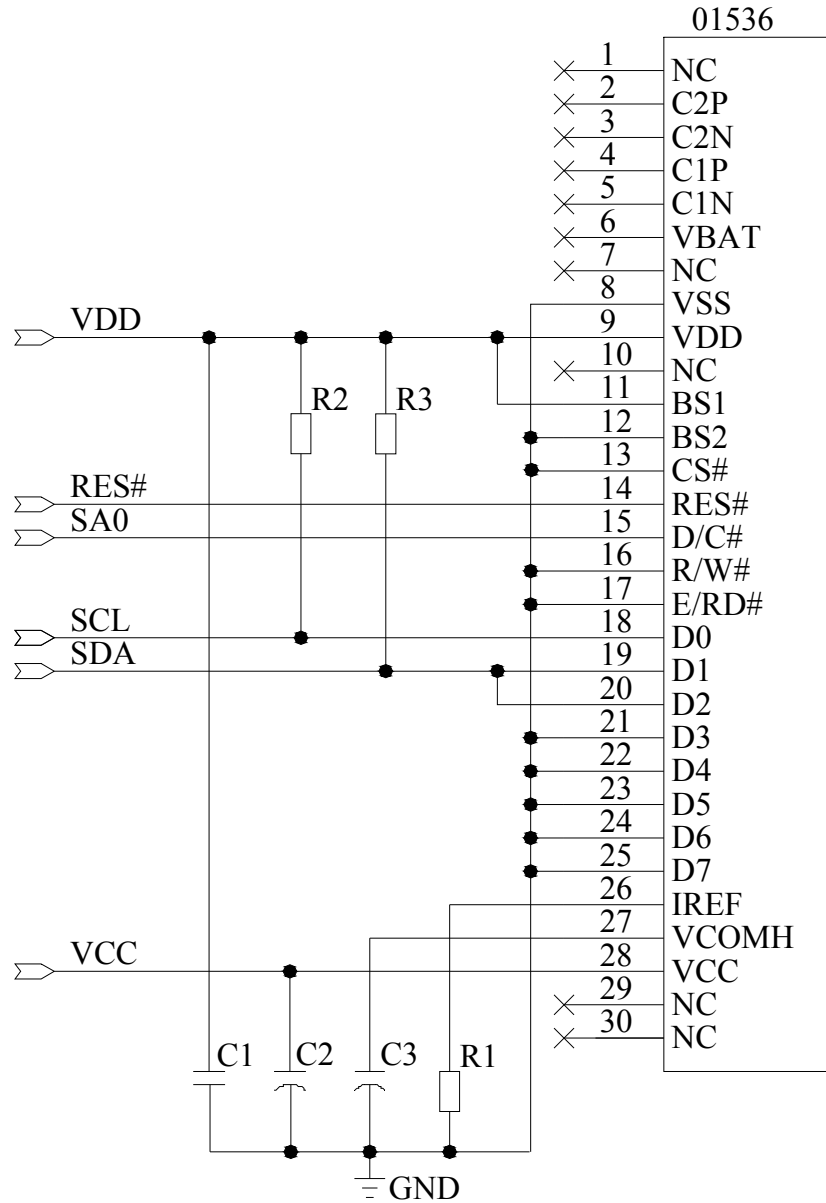 01536
1 NC
2 C2P
3 C2N
4 C1P
5 C1N
6 VBAT
7 NC
8 VSS
VDD 9 VDD
10 NC
R2 R3 11 BS1
12 BS2
13 CS#
RES# 14 RES#
SA0 15 D/C#
16 R/W#
17 E/RD#
SCL 18 D0
SDA 19 D1
20 D2
21 D3
22 D4
23 D5
24 D6
25 D7
26 IREF
27 VCOMH
VCC 28 VCC
29 NC
30 NC
C1 C2 C3 R1
GND